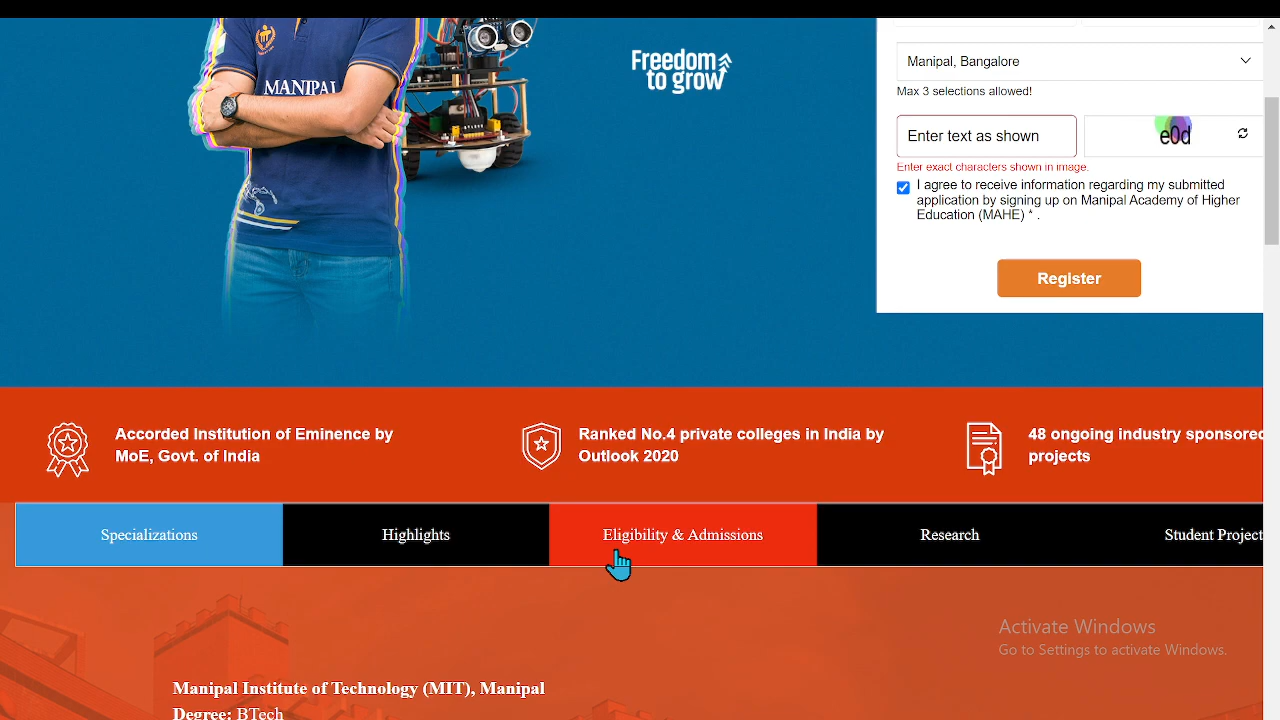 MANIPAL
Freedom
to grow
Manipal, Bangalore
Max 3 selections allowed!
Enter text as shown
e0d
Enter exact characters shown in image.
I agree to receive information regarding my submitted
application by signing up on Manipal Academy of Higher
Education (MAHE) * .
Register
Accorded Institution of Eminence by
MoE, Govt. of India
Ranked No.4 private colleges in India by
Outlook 2020
48 ongoing industry sponsored
projects
Specializations
Highlights
Eligibility & Admissions
Research
Student Project
Activate Windows
Go to Settings to activate Windows.
Manipal Institute of Technology (MIT), Manipal
Degree: BTech